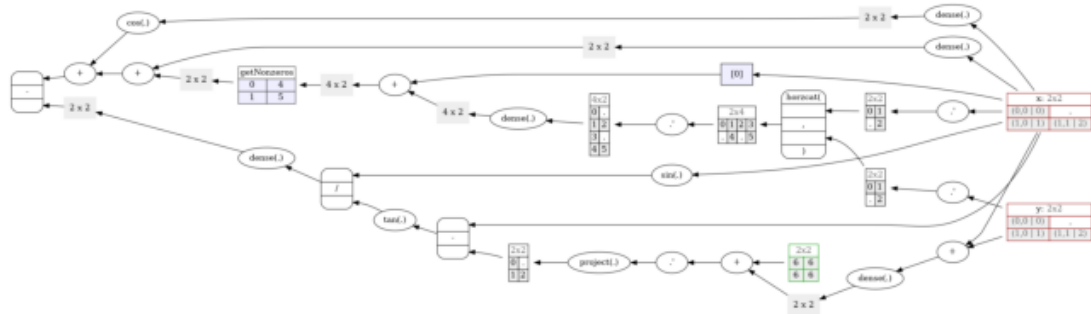 cos(.)
2 x 2
dense(.)
2 x 2
dense(.)
+
+
2 x 2
getNonzeros
0 4
1 5
4 x 2
+
[0]
-
2 x 2
4 x 2
dense(.)
4x2
0 .
1 2
3 .
4 5
.'
2x4
0 1 2 3
. 4 . 5
horzcat(
,
)
2x2
0 1
. 2
.'
x: 2x2
(0,0 | 0) .
(1,0 | 1) (1,1 | 2)
dense(.)
/
sin(.)
2x2
0 1
. 2
.'
y: 2x2
(0,0 | 0) .
(1,0 | 1) (1,1 | 2)
tan(.)
-
2x2
0 .
1 2
project(.)
.'
+
2x2
6 6
6 6
+
dense(.)
2 x 2